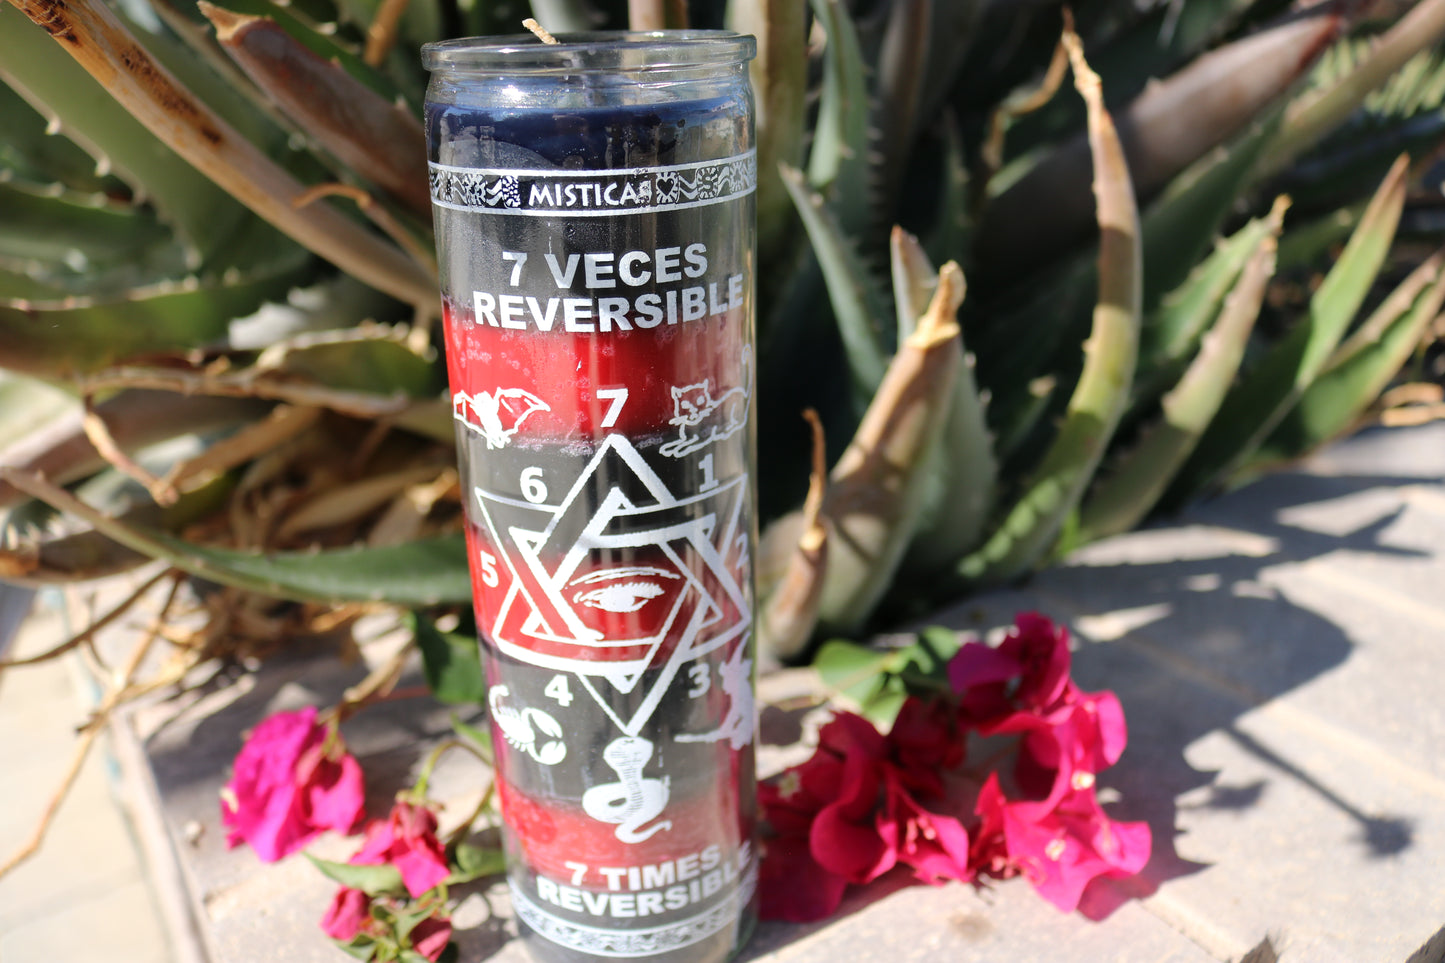 MISTICA
7 VECES
REVERSIBLE
7
6 1
5 2
4 3
7 TIMES
REVERSIBLE